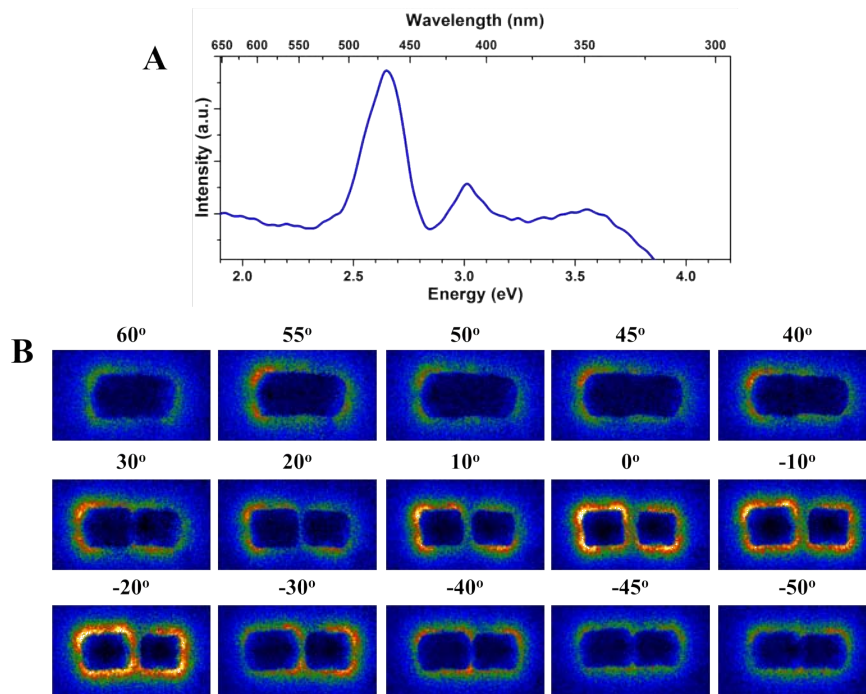 Wavelength (nm)
A
650 600 550 500 450 400 350 300
Intensity (a.u.)
2.0 2.5 3.0 3.5 4.0
Energy (eV)
B
60° 55° 50° 45° 40°
30° 20° 10° 0° -10°
-20° -30° -40° -45° -50°